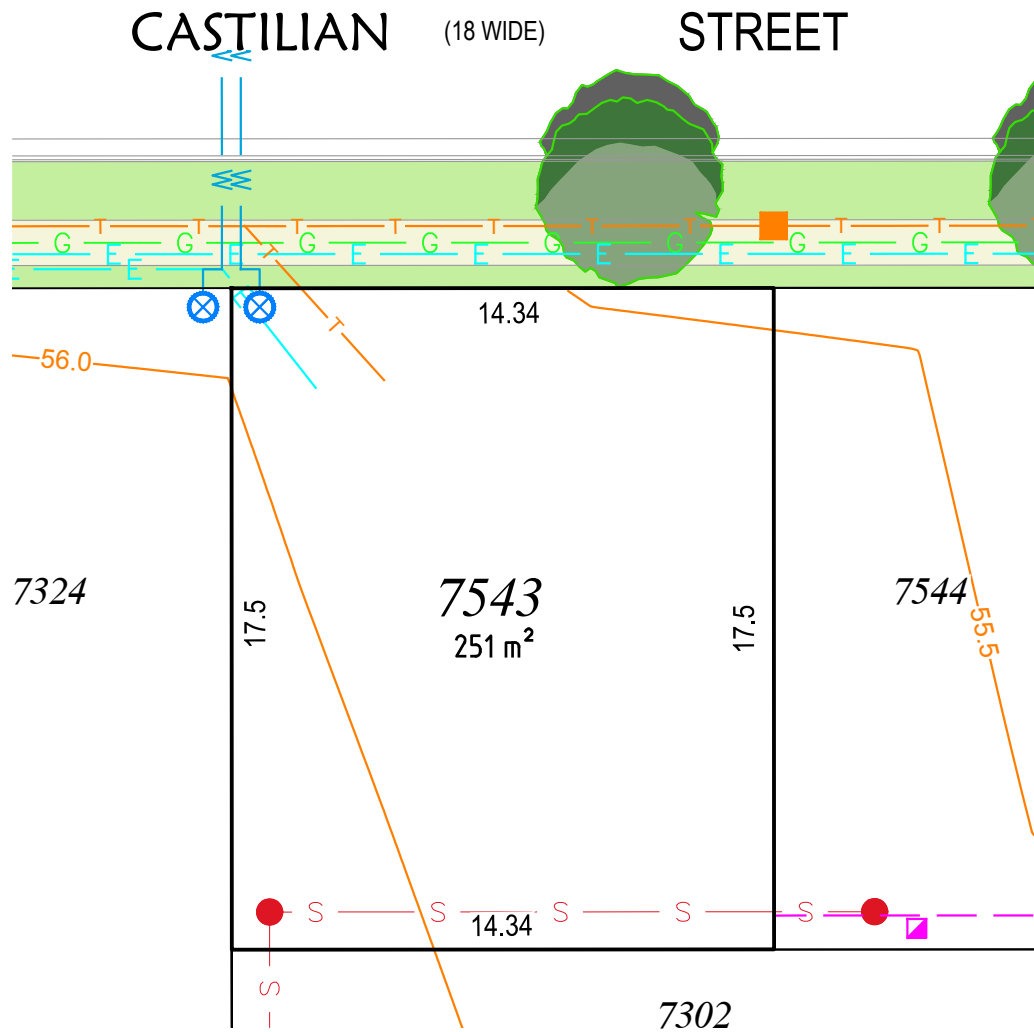 CASTILIAN (18 WIDE) STREET
T T T T T T T T T
G G G G G G G G
E E E E E E E E
E E
T
T
E
14.34
56.0
7324
17.5
7543
251 m²
17.5
7544
55.5
S S S S S
14.34
S
7302